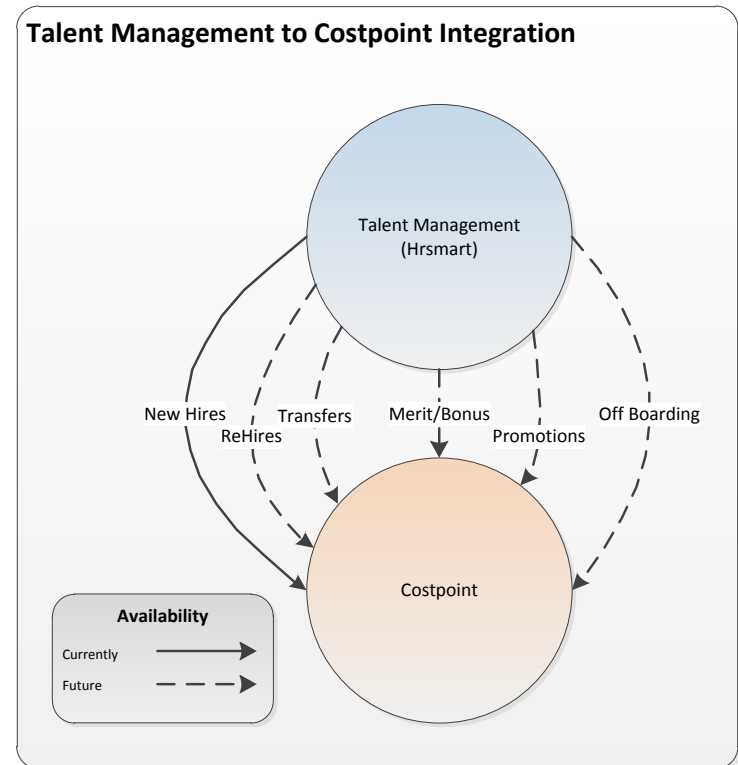 Talent Management to Costpoint Integration
Talent Management
(Hrsmart)
New Hires
ReHires
Transfers
Merit/Bonus
Promotions
Off Boarding
Costpoint
Availability
Currently
Future